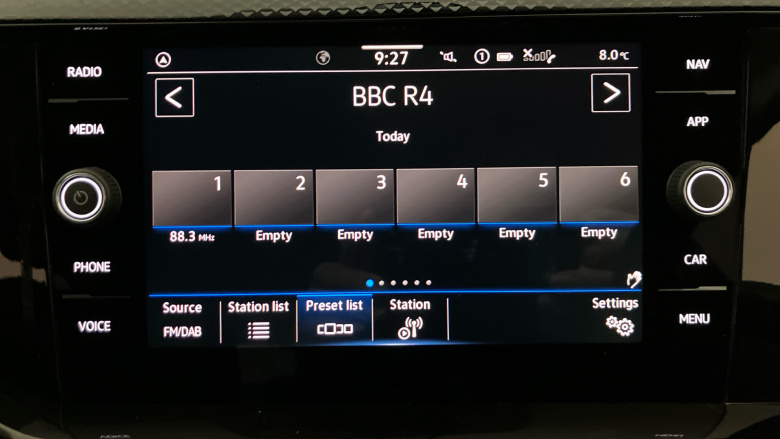 9:27
1
8.0°C
RADIO
NAV
BBC R4
MEDIA
APP
Today
1 2 3 4 5 6
88.3 MHz Empty Empty Empty Empty Empty
PHONE
CAR
Source Station list Preset list Station Settings
FM/DAB
VOICE
MENU